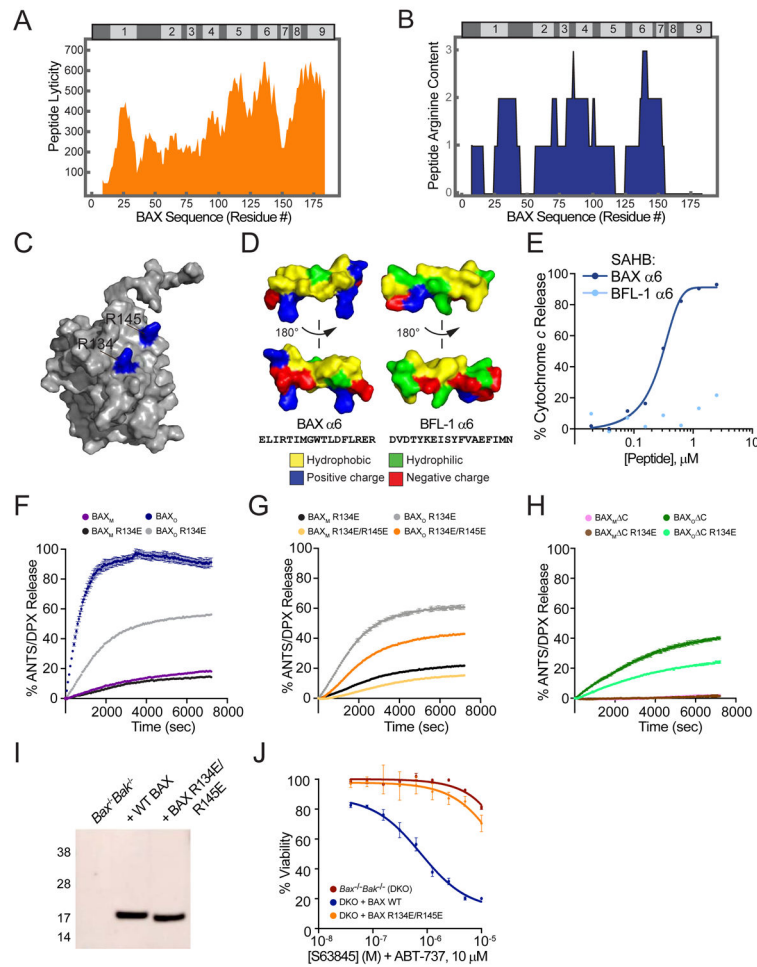 A
1 2 3 4 5 6 7 8 9
Peptide Lyticity
700
600
500
400
300
200
100
0 25 50 75 100 125 150 175
BAX Sequence (Residue #)
B
1 2 3 4 5 6 7 8 9
Peptide Arginine Content
3
2
1
0
0 25 50 75 100 125 150 175
BAX Sequence (Residue #)
C
R145
R134
D
180°
180°
BAX α6
BFL-1 α6
ELIRTIMGWTLDFLRER
DVDTYKEISYFVAEFIMN
Hydrophobic
Hydrophilic
Positive charge
Negative charge
E
SAHB:
BAX α6
BFL-1 α6
% Cytochrome c Release
100
80
60
40
20
0
0.1 1 10
[Peptide], μM
F
BAXM
BAXO
BAXM R134E
BAXO R134E
% ANTS/DPX Release
100
80
60
40
20
0
2000 4000 6000 8000
Time (sec)
G
BAXM R134E
BAXO R134E
BAXM R134E/R145E
BAXO R134E/R145E
% ANTS/DPX Release
100
80
60
40
20
0
2000 4000 6000 8000
Time (sec)
H
BAXMΔC
BAXOΔC
BAXMΔC R134E
BAXOΔC R134E
% ANTS/DPX Release
100
80
60
40
20
0
2000 4000 6000 8000
Time (sec)
I
Bax-/-Bak-/-
+ WT BAX
+ BAX R134E/
R145E
38
28
17
14
J
% Viability
100
80
60
40
20
0
Bax-/-Bak-/- (DKO)
DKO + BAX WT
DKO + BAX R134E/R145E
10-8 10-7 10-6 10-5
[S63845] (M) + ABT-737, 10 μM